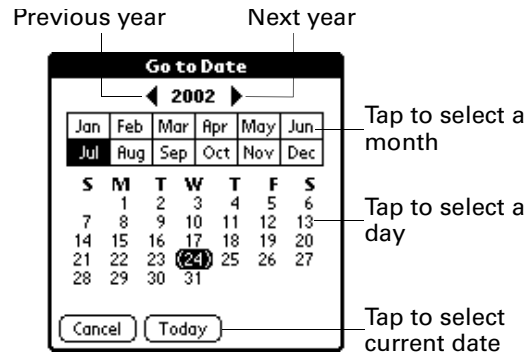 Previous year Next year
Go to Date
2002
Jan Feb Mar Apr May Jun
Jul Aug Sep Oct Nov Dec
S M T W T F S
1 2 3 4 5 6
7 8 9 10 11 12 13
14 15 16 17 18 19 20
21 22 23 24 25 26 27
28 29 30 31
Cancel Today
Tap to select a
month
Tap to select a
day
Tap to select
current date